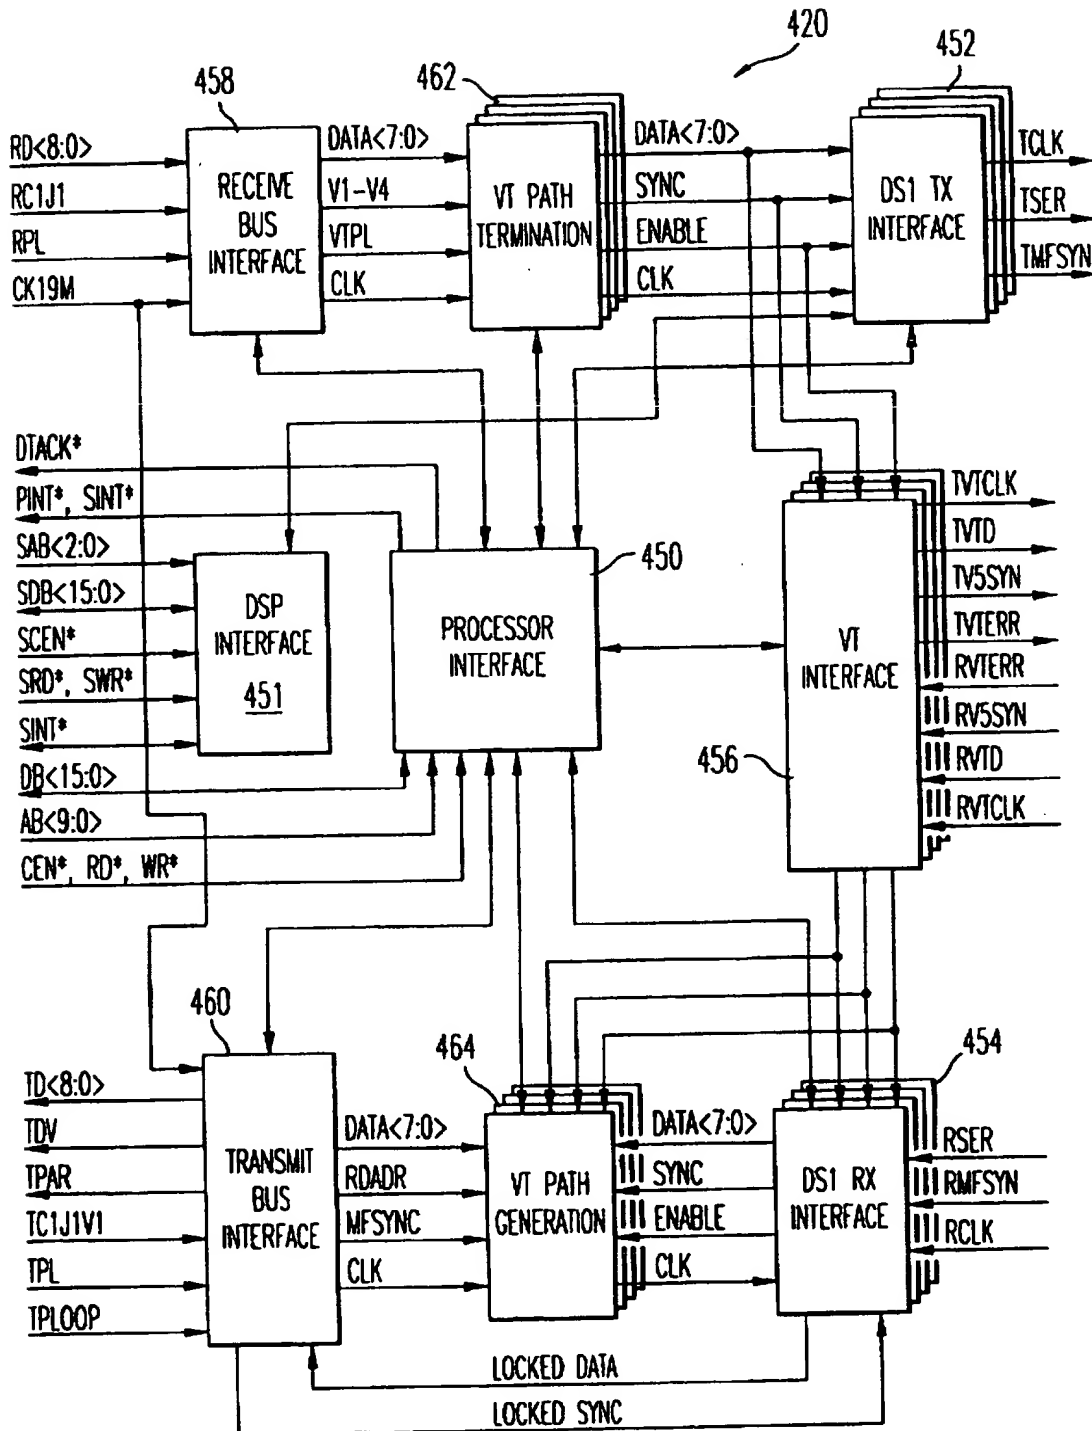 420
458
462
452
RD<8:0>
RC1J1
RPL
CK19M
RECEIVE
BUS
INTERFACE
DATA<7:0>
V1-V4
VTPL
CLK
VT PATH
TERMINATION
DATA<7:0>
SYNC
ENABLE
CLK
DS1 TX
INTERFACE
TCLK
TSER
TMFSYN
DTACK*
PINT*, SINT*
SAB<2:0>
SDB<15:0>
SCEN*
SRD*, SWR*
SINT*
DB<15:0>
AB<9:0>
CEN*, RD*, WR*
DSP
INTERFACE
451
450
PROCESSOR
INTERFACE
VT
INTERFACE
456
TVTCLK
TVTD
TV5SYN
TVTERR
RVTERR
RV5SYN
RVTD
RVTCLK
460
464
454
TD<8:0>
TDV
TPAR
TC1J1V1
TPL
TPLOOP
TRANSMIT
BUS
INTERFACE
DATA<7:0>
RDADR
MFSYNC
CLK
VT PATH
GENERATION
DATA<7:0>
SYNC
ENABLE
CLK
DS1 RX
INTERFACE
RSER
RMFSYN
RCLK
LOCKED DATA
LOCKED SYNC